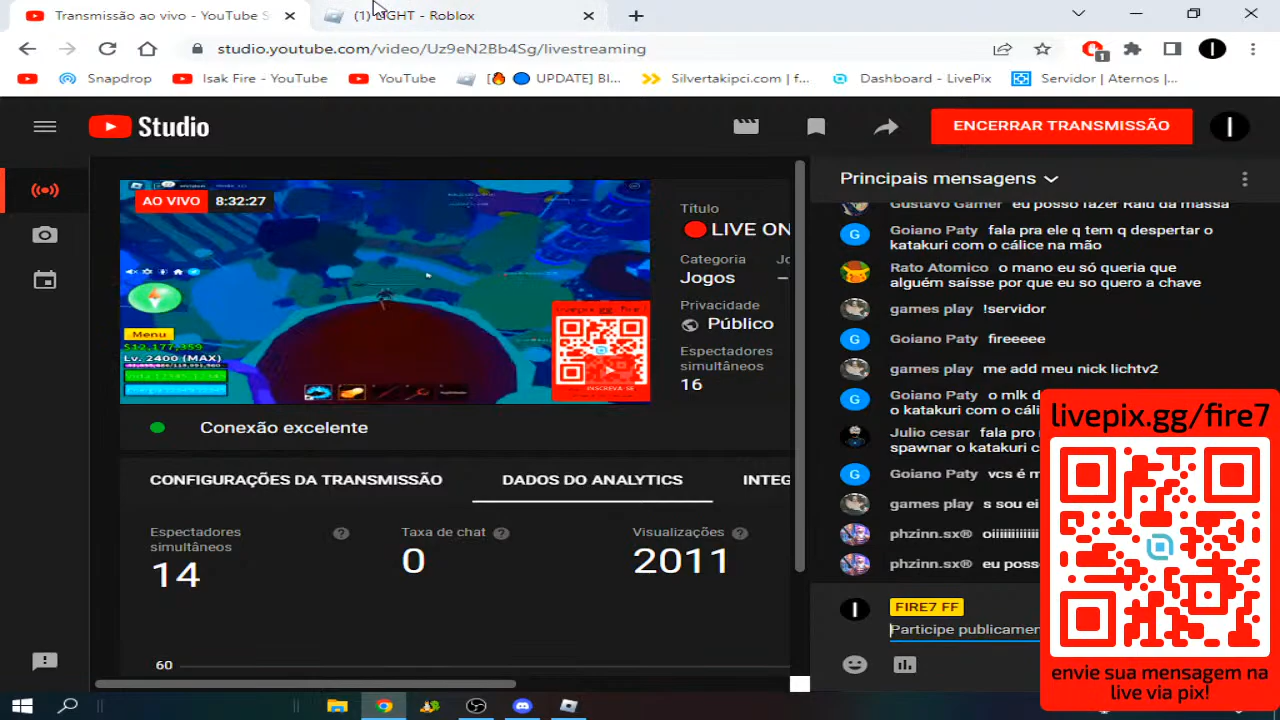 Transmissão ao vivo - YouTube S
GHT - Roblox
studio.youtube.com/video/Uz9eN2Bb4Sg/livestreaming
1
Snapdrop
Isak Fire - YouTube
YouTube
[🔥 🔵 UPDATE] Bl...
Silvertakipci.com | f...
Dashboard - LivePix
Servidor | Aternos |...
Studio
ENCERRAR TRANSMISSÃO
AO VIVO
8:32:27
Menu
Lv. 2400 (MAX)
livepix.gg/fire7
INSCREVA-SE
Título
LIVE ON
Categoria
Jogos
Privacidade
Público
Espectadores
simultâneos
16
Conexão excelente
CONFIGURAÇÕES DA TRANSMISSÃO
DADOS DO ANALYTICS
INTEG
Espectadores
simultâneos
14
Taxa de chat
0
Visualizações
2011
60
Principais mensagens
Gustavo Gamer eu posso fazer Raid da massa
Goiano Paty fala pra ele q tem q despertar o
katakuri com o cálice na mão
Rato Atomico o mano eu só queria que
alguém saísse por que eu so quero a chave
games play !servidor
Goiano Paty fireeeee
games play me add meu nick lichtv2
Goiano Paty o mlk d
o katakuri com o cáli
Julio cesar fala pro
spawnar o katakuri c
Goiano Paty vcs é m
games play s sou ei
phzinn.sx® oiiiiiiiiiiiii
phzinn.sx® eu poss
FIRE7 FF
Participe publicamen
livepix.gg/fire7
envie sua mensagem na
live via pix!